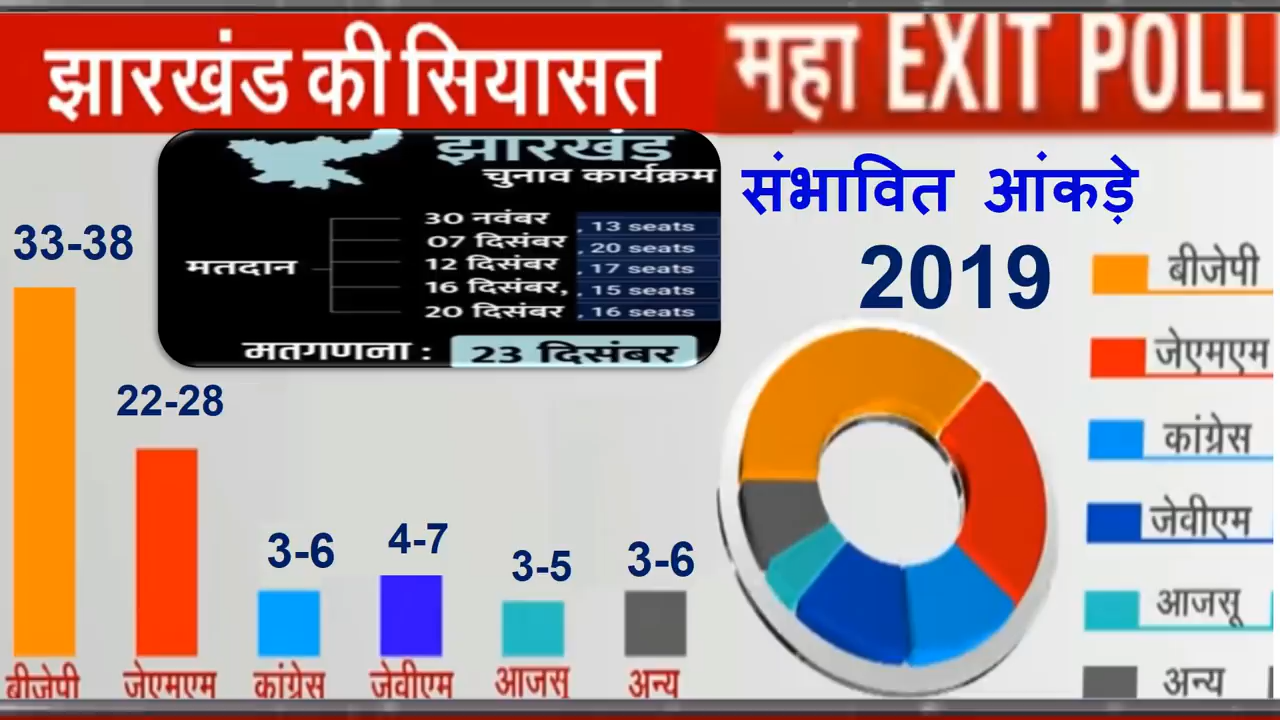 झारखंड की सियासत
महा EXIT POLL
झारखंड
चुनाव कार्यक्रम
मतदान
30 नवंबर , 13 seats
07 दिसंबर , 20 seats
12 दिसंबर , 17 seats
16 दिसंबर, , 15 seats
20 दिसंबर , 16 seats
मतगणना : 23 दिसंबर
संभावित आंकड़े
2019
33-38
22-28
3-6
4-7
3-5
3-6
बीजेपी
जेएमएम
कांग्रेस
जेवीएम
आजसू
अन्य
बीजेपी
जेएमएम
कांग्रेस
जेवीएम
आजसू
अन्य